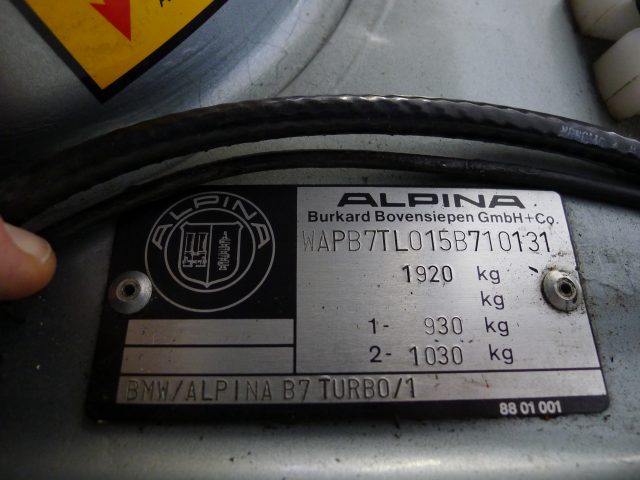 ALPINA
ALPINA
Burkard Bovensiepen GmbH+Co.
WAPB7TL015B710131
1920 kg
kg
1- 930 kg
2- 1030 kg
BMW/ALPINA B7 TURBO/1
88 01 001